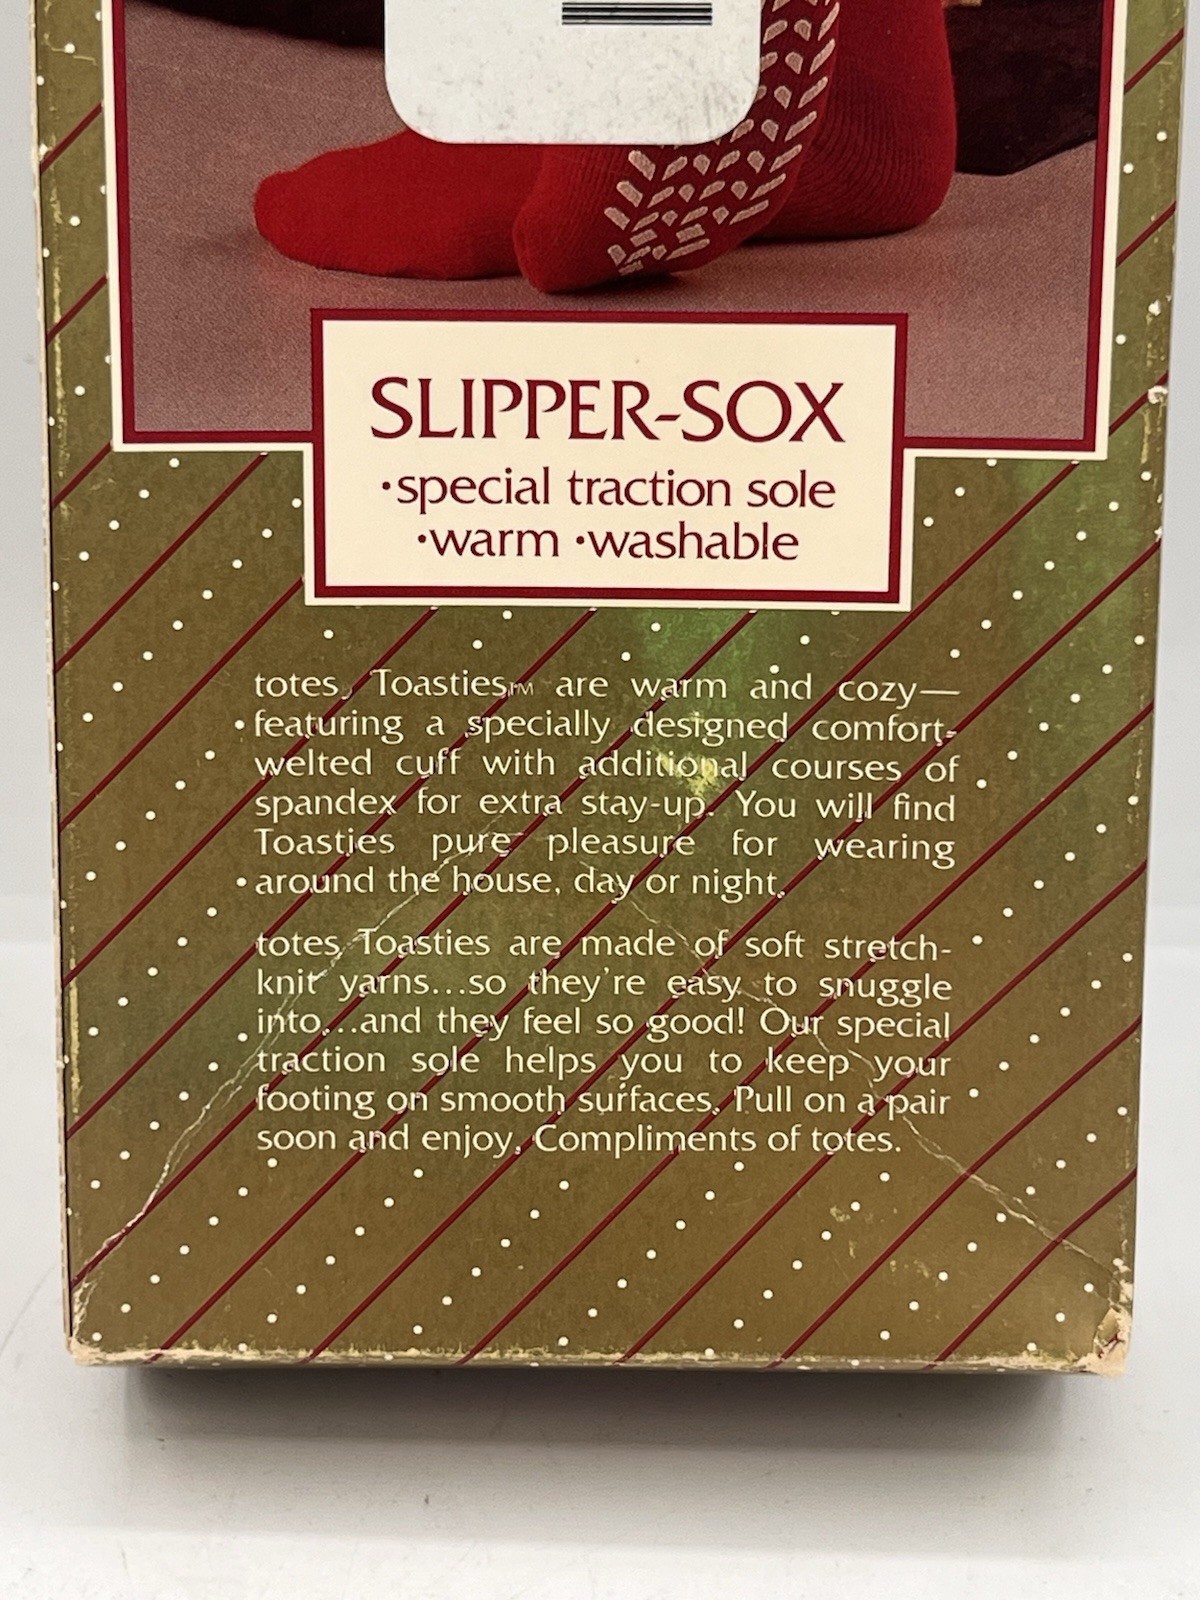 SLIPPER-SOX
•special traction sole
•warm •washable
totes® Toasties™ are warm and cozy—
featuring a specially designed comfort-
welted cuff with additional courses of
spandex for extra stay-up. You will find
Toasties pure pleasure for wearing
around the house, day or night.
totes Toasties are made of soft stretch-
knit yarns...so they're easy to snuggle
into...and they feel so good! Our special
traction sole helps you to keep your
footing on smooth surfaces. Pull on a pair
soon and enjoy. Compliments of totes.